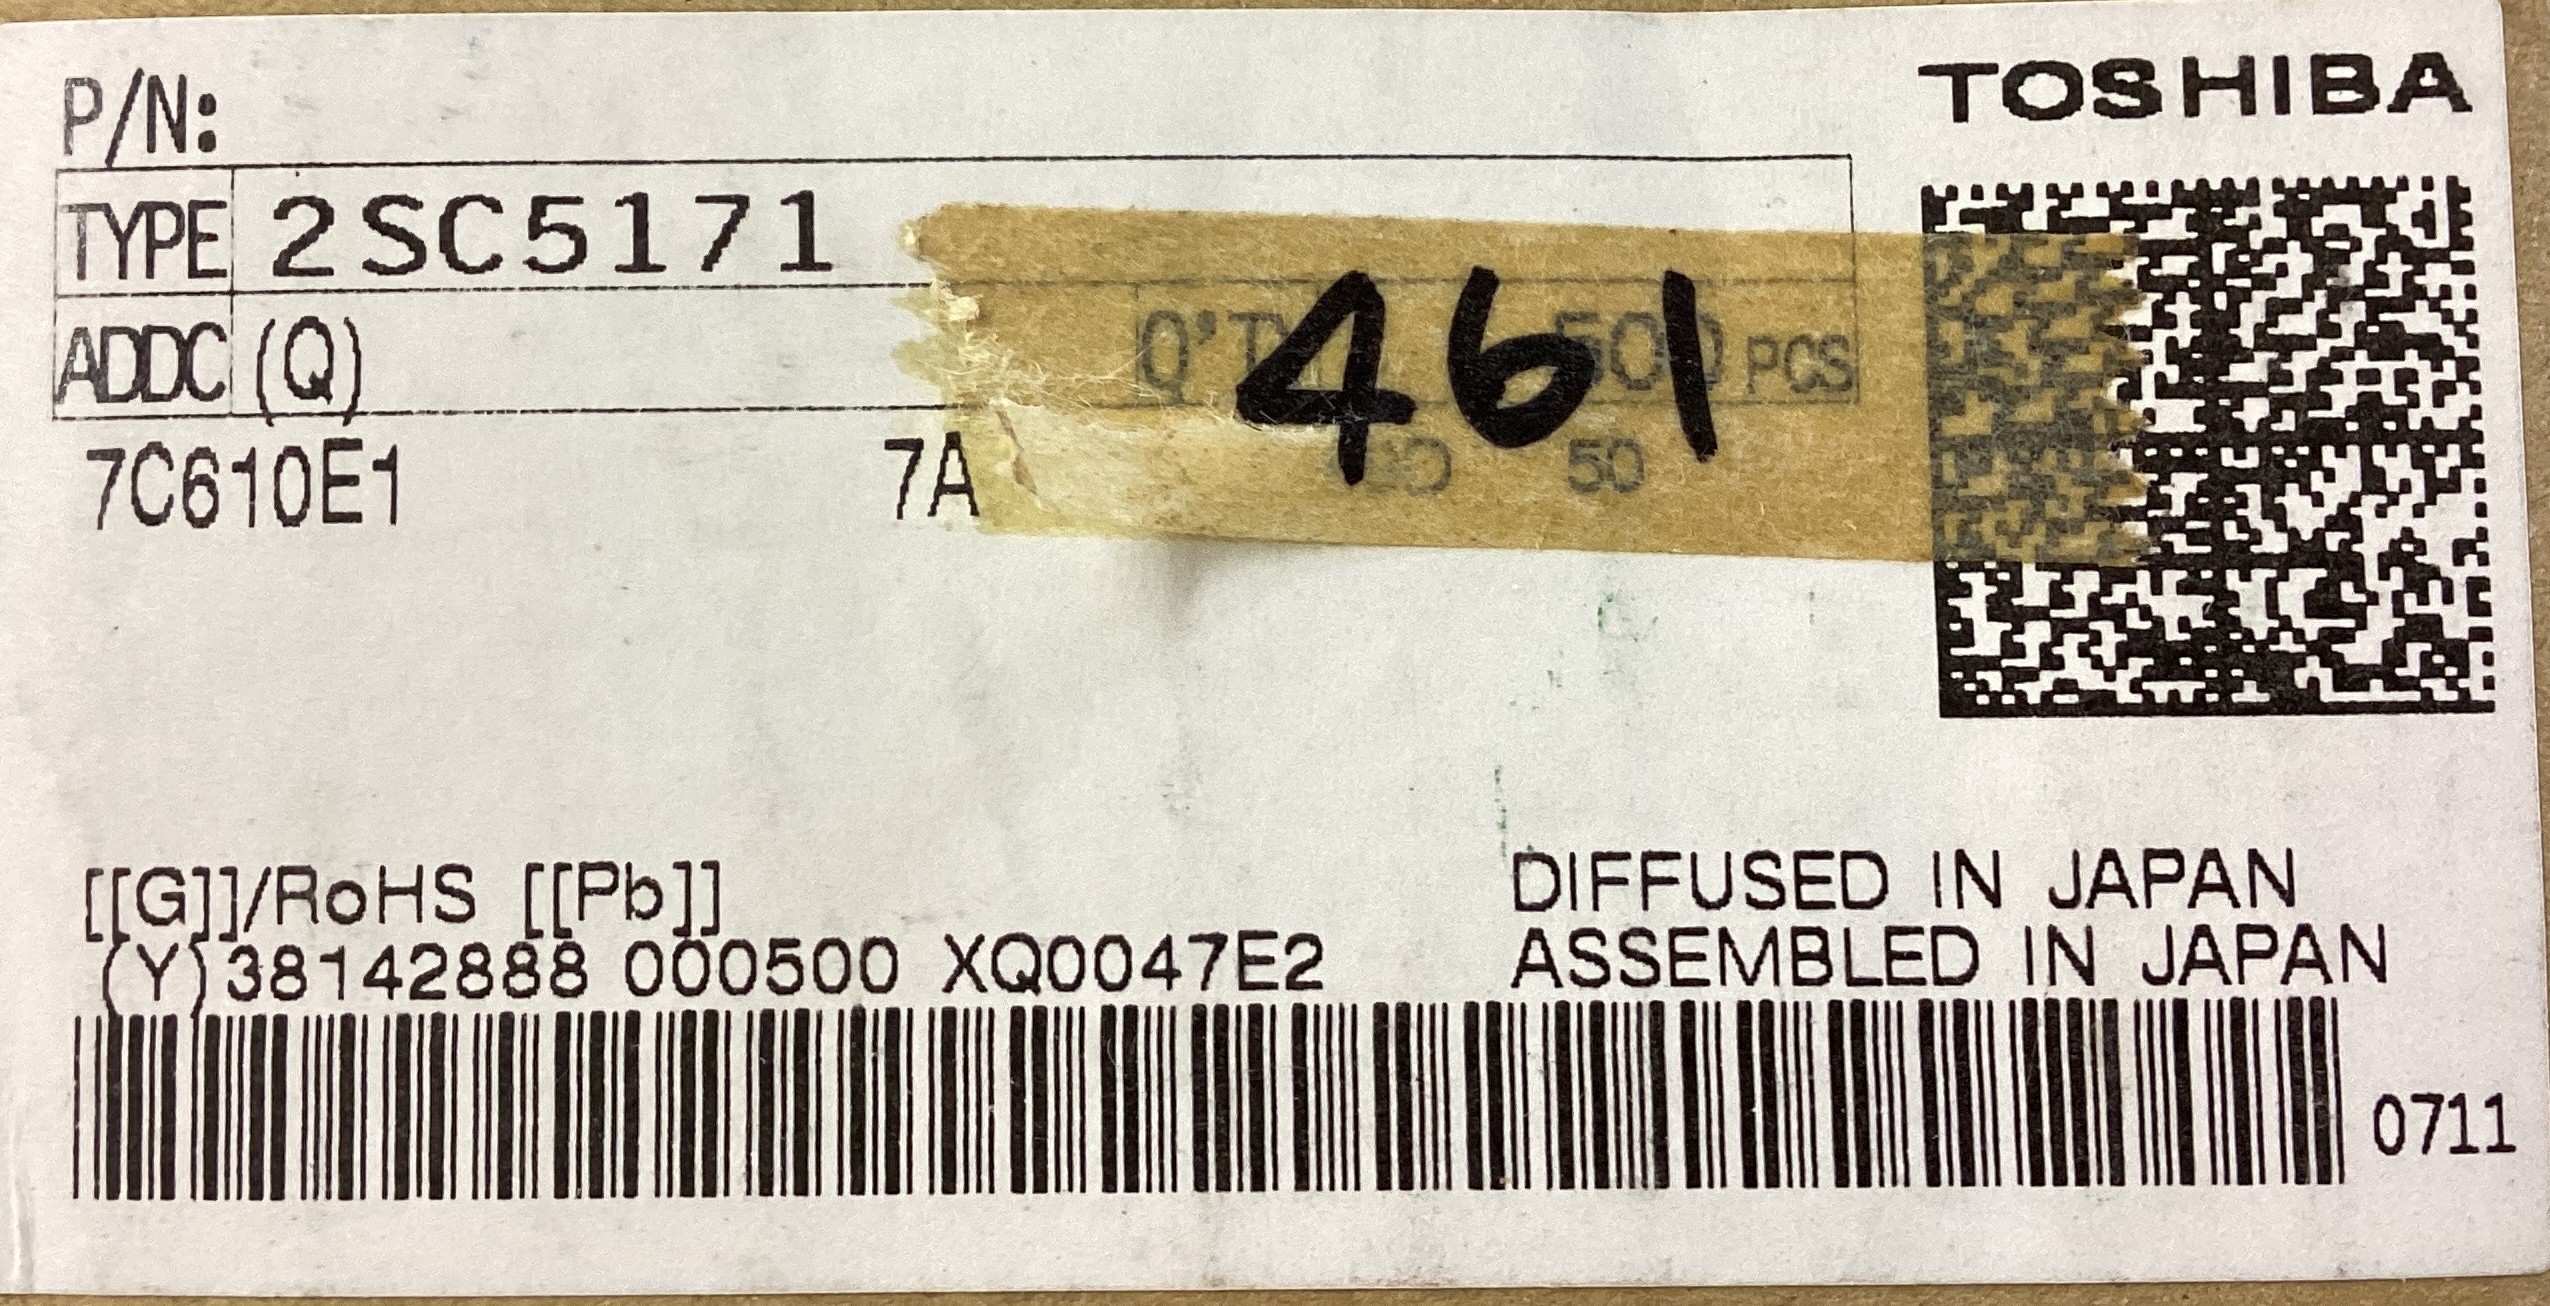 P/N:
TOSHIBA
TYPE 2SC5171
ADDC (Q) 500 PCS
461
7C610E1 7A 50
[[G]]/RoHS [[Pb]]
DIFFUSED IN JAPAN
(Y)38142888 000500 XQ0047E2
ASSEMBLED IN JAPAN
0711